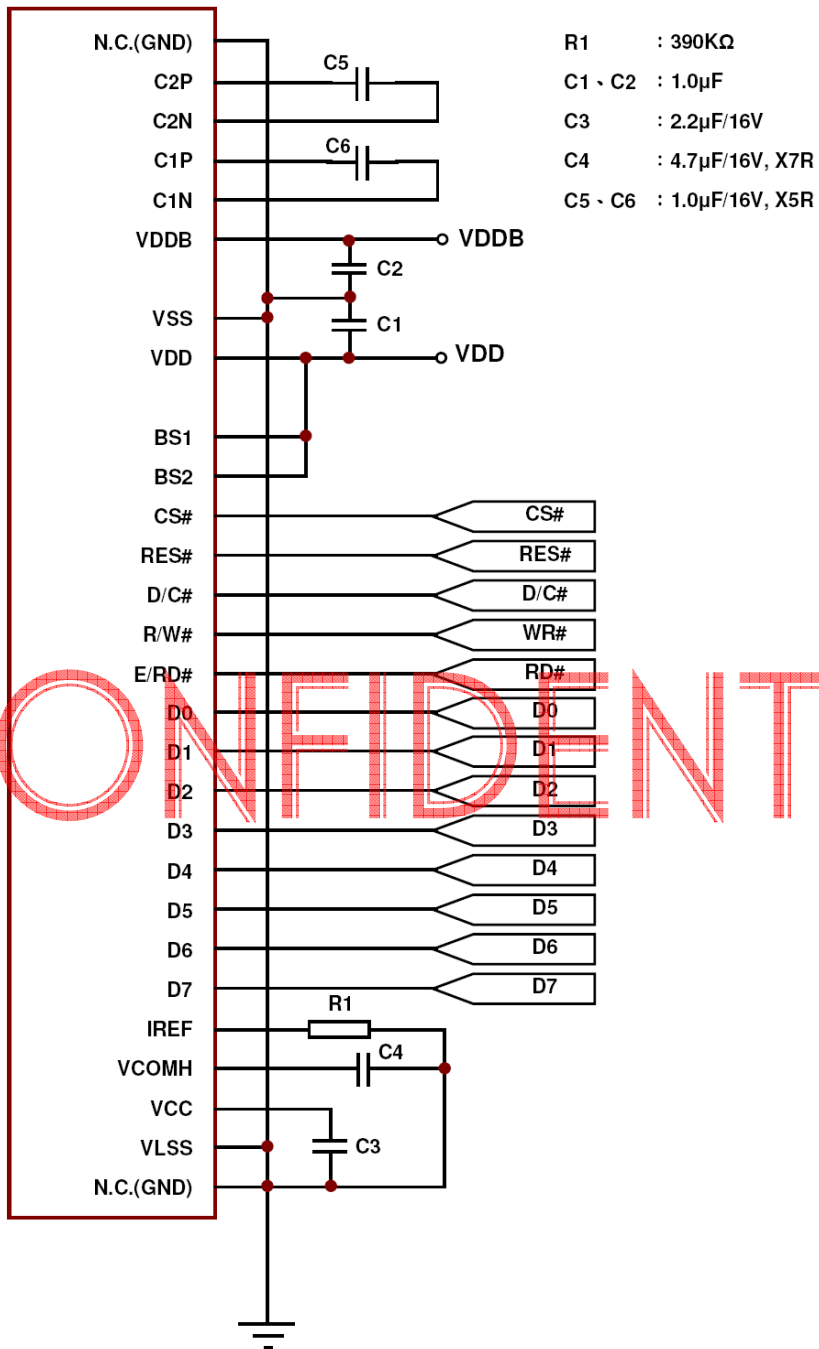 N.C.(GND)
C2P
C2N
C1P
C1N
VDDB
VSS
VDD
BS1
BS2
CS#
RES#
D/C#
R/W#
E/RD#
D0
D1
D2
D3
D4
D5
D6
D7
IREF
VCOMH
VCC
VLSS
N.C.(GND)
C5
C6
VDDB
C2
C1
VDD
CS#
RES#
D/C#
WR#
RD#
D0
D1
D2
D3
D4
D5
D6
D7
R1
C4
C3
R1 : 390KΩ
C1、C2 : 1.0µF
C3 : 2.2µF/16V
C4 : 4.7µF/16V, X7R
C5、C6 : 1.0µF/16V, X5R
ONFIDENT